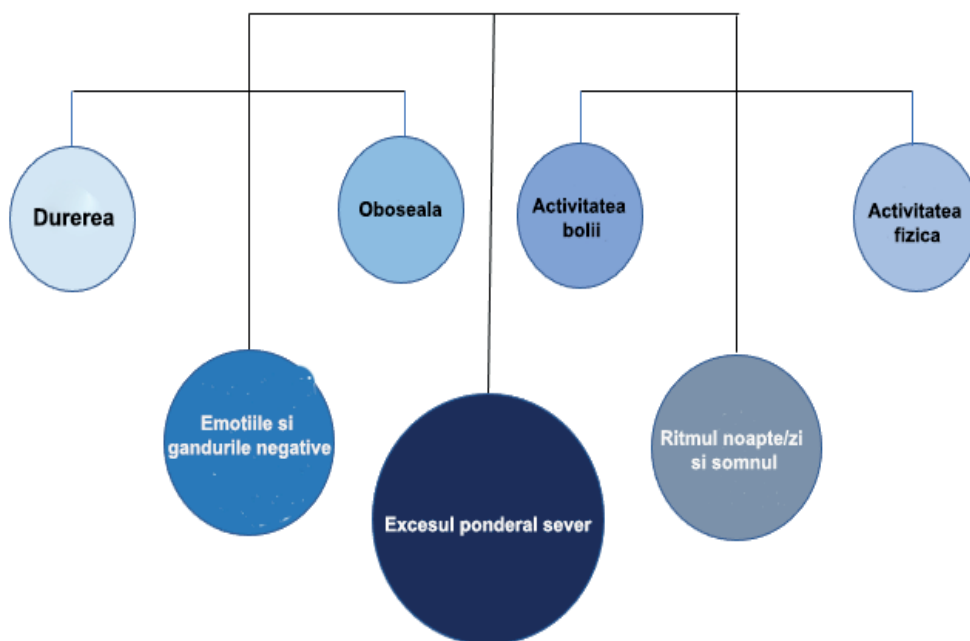 Durerea
Oboseala
Activitatea
bolii
Activitatea
fizica
Emotiile si
gandurile negative
Excesul ponderal sever
Ritmul noapte/zi
si somnul